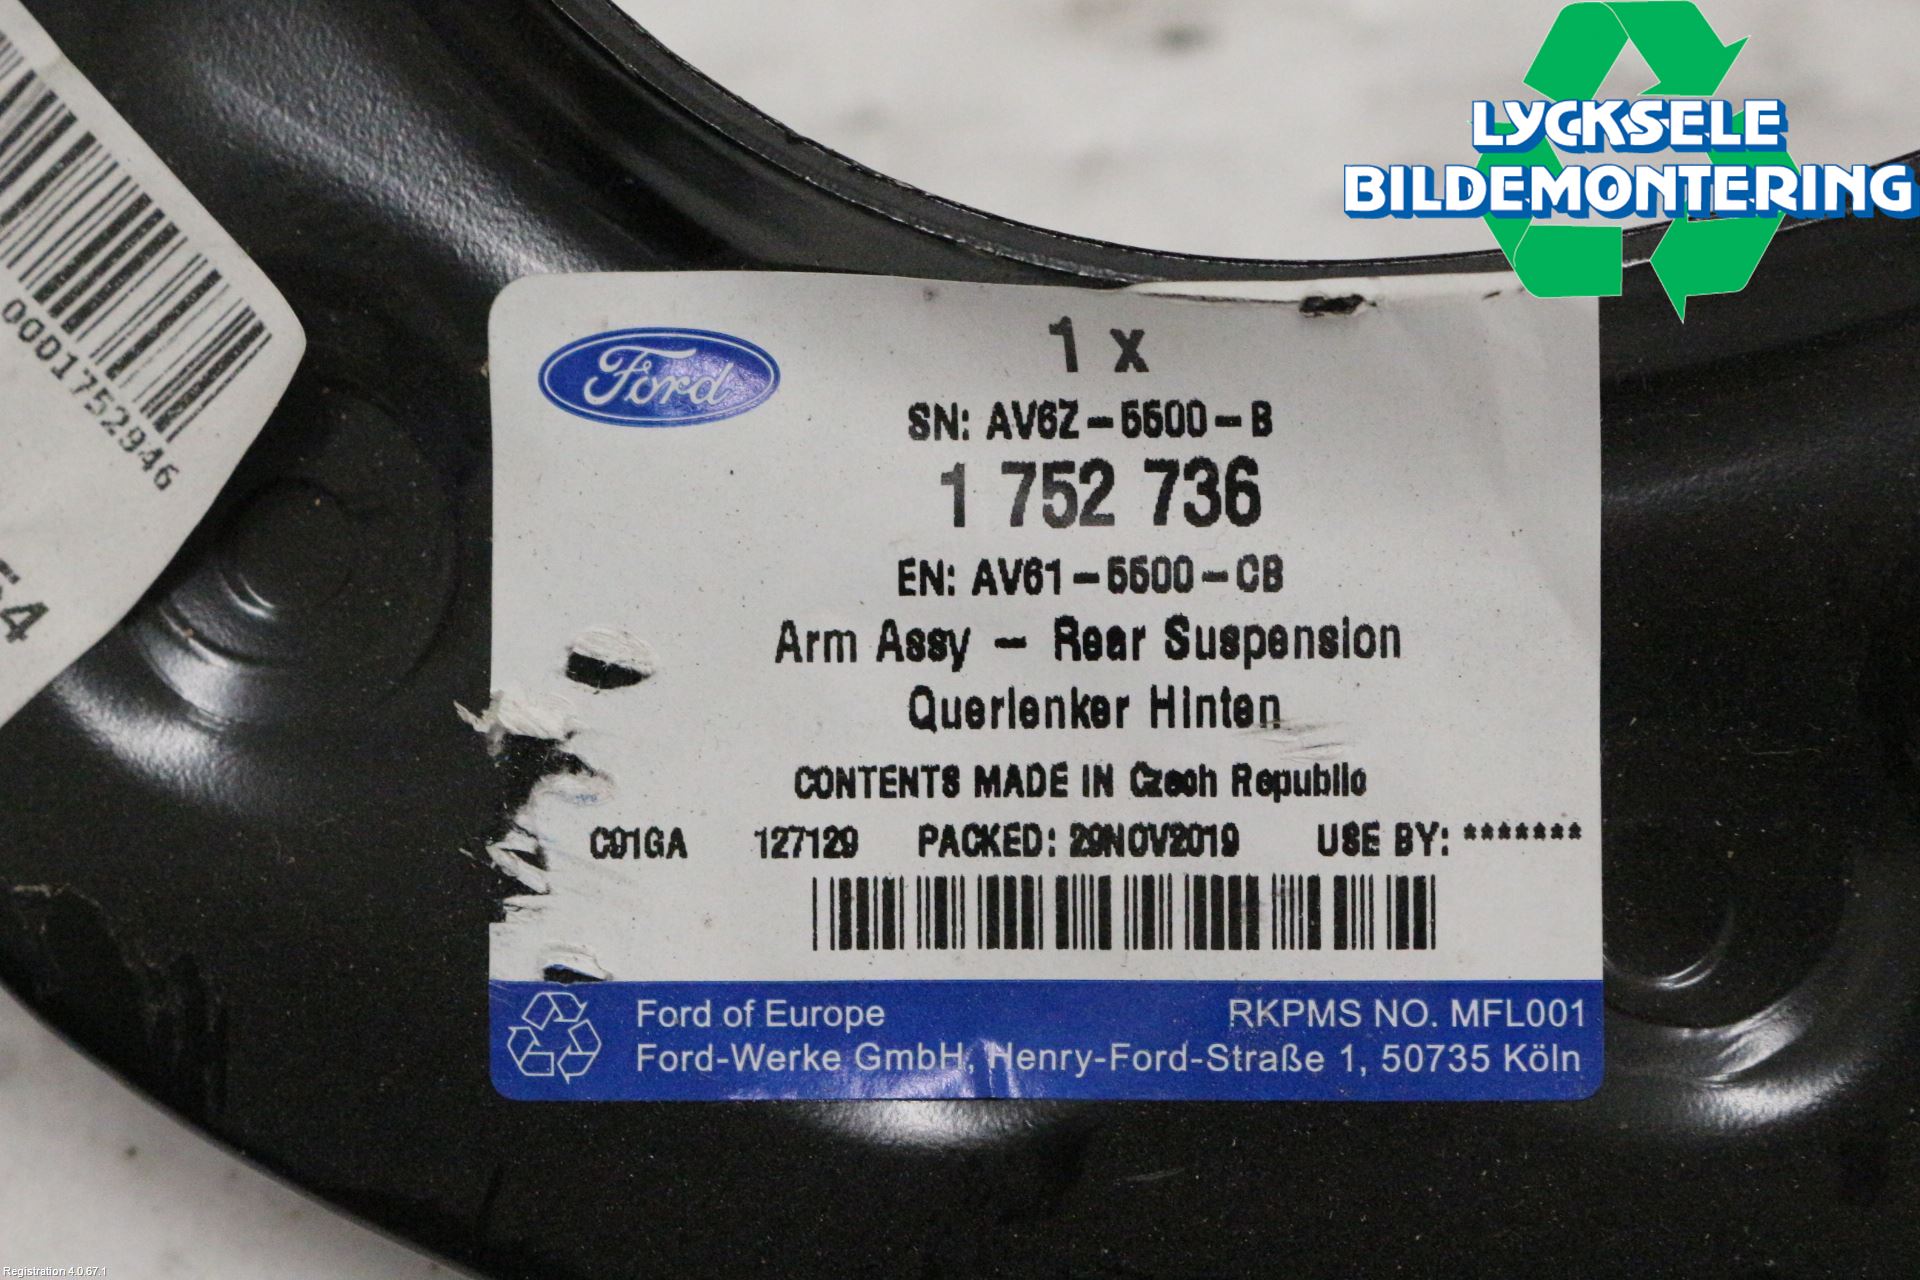 LYCKSELE
BILDEMONTERING
0001752946
54
Ford
1 x
SN: AV6Z-5500-B
1 752 736
EN: AV61-5500-CB
Arm Assy - Rear Suspension
Querlenker Hinten
CONTENTS MADE IN Czech Republic
C91GA 127129 PACKED: 29NOV2019 USE BY: *******
Ford of Europe RKPMS NO. MFL001
Ford-Werke GmbH, Henry-Ford-Straße 1, 50735 Köln
Registration 4.0.67.1